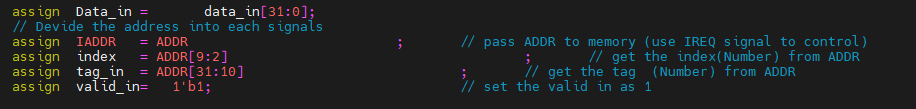 assign Data_in = data_in[31:0];
// Devide the address into each signals
assign IADDR = ADDR ; // pass ADDR to memory (use IREQ signal to control)
assign index = ADDR[9:2] ; // get the index(Number) from ADDR
assign tag_in = ADDR[31:10] ; // get the tag (Number) from ADDR
assign valid_in= 1'b1; // set the valid in as 1